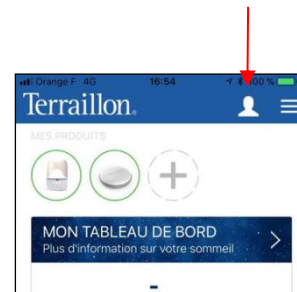 Orange F 4G 16:54 100 %
Terraillon.
MES PRODUITS
MON TABLEAU DE BORD
Plus d'information sur votre sommeil
-